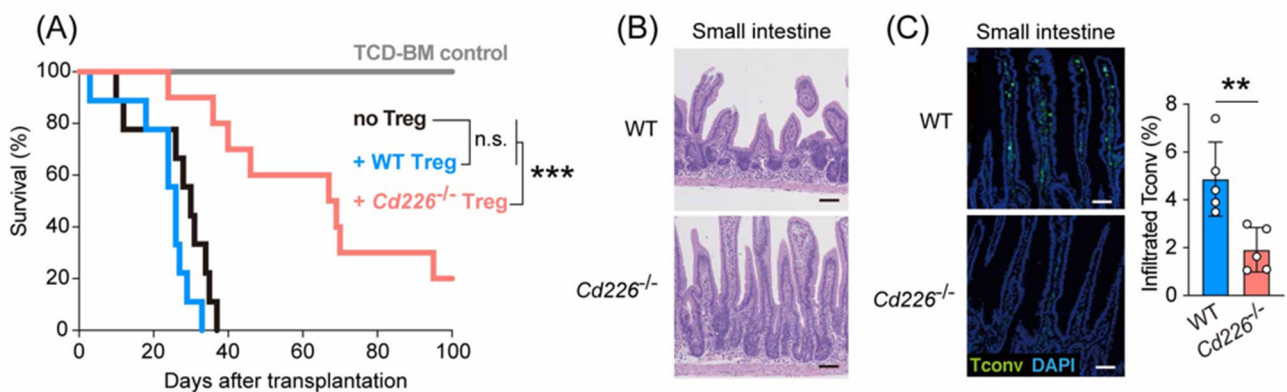 (A)
TCD-BM control
100
80
60
40
20
0
Survival (%)
no Treg
+ WT Treg
+ Cd226-/- Treg
n.s.
***
0 20 40 60 80 100
Days after transplantation
(B)
Small intestine
WT
Cd226-/-
(C)
Small intestine
WT
Cd226-/-
Tconv DAPI
**
Infiltrated Tconv (%)
8
6
4
2
0
WT
Cd226-/-